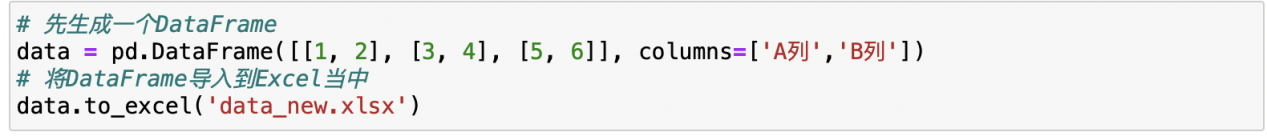 # 先生成一个DataFrame
data = pd.DataFrame([[1, 2], [3, 4], [5, 6]], columns=['A列','B列'])
# 将DataFrame导入到Excel当中
data.to_excel('data_new.xlsx')